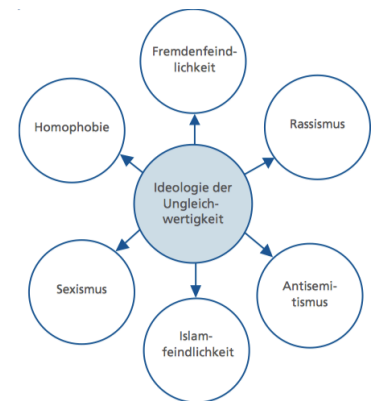 Fremdenfeind-
lichkeit
Homophobie
Rassismus
Ideologie der
Ungleich-
wertigkeit
Sexismus
Antisemi-
tismus
Islam-
feindlichkeit